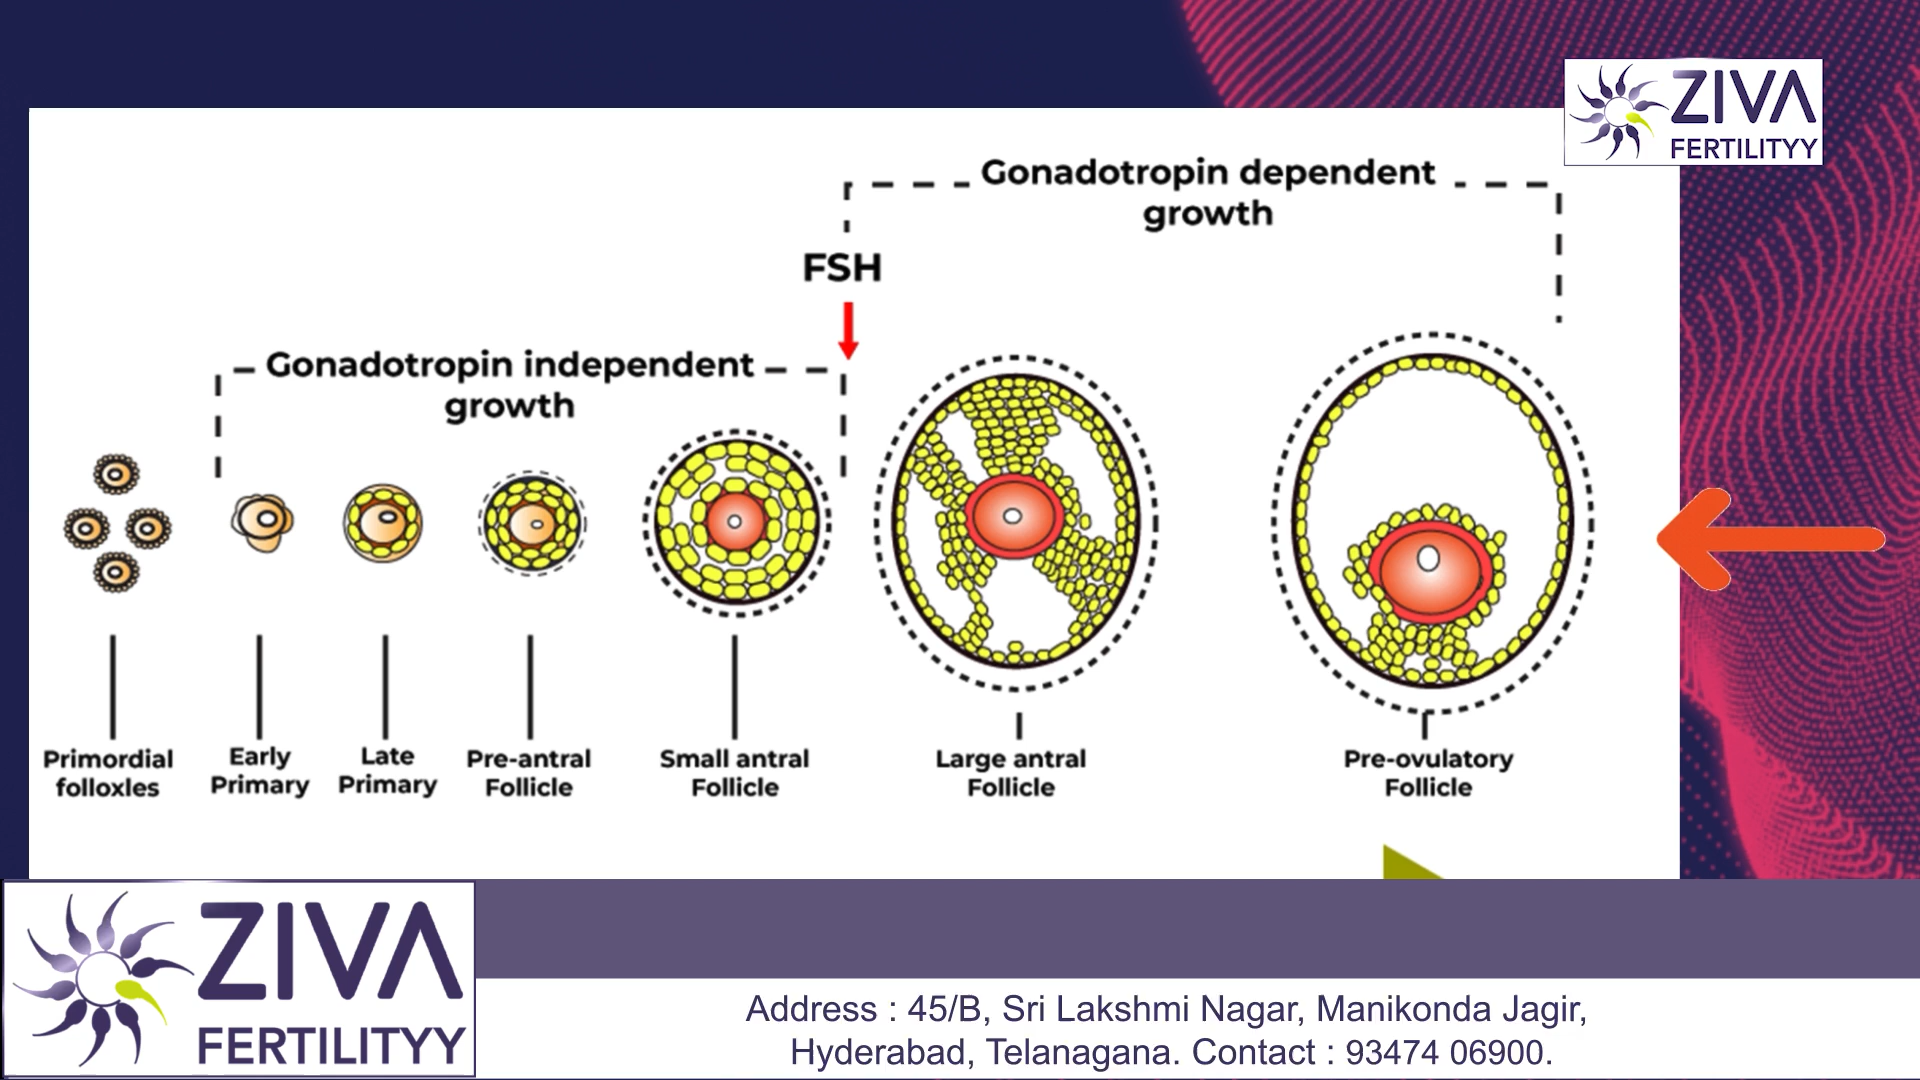 ZIVA
FERTILITYY
Gonadotropin dependent
growth
FSH
Gonadotropin independent
growth
Primordial
folloxles
Early
Primary
Late
Primary
Pre-antral
Follicle
Small antral
Follicle
Large antral
Follicle
Pre-ovulatory
Follicle
ZIVA
FERTILITYY
Address : 45/B, Sri Lakshmi Nagar, Manikonda Jagir,
Hyderabad, Telanagana. Contact : 93474 06900.